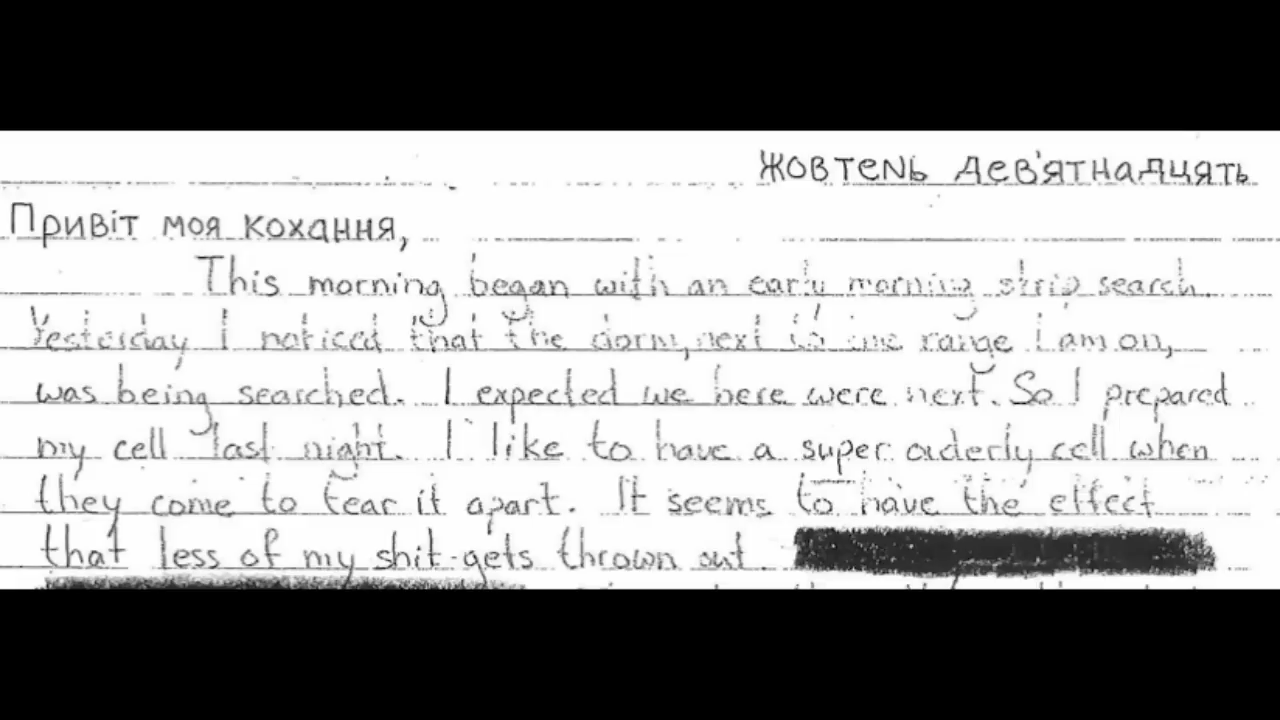 Жовтень дев'ятнадцять
Привіт моя кохання,
This morning began with an early morning strip search.
Yesterday I noticed that the dorm, next to the range I am on,
was being searched. I expected we here were next. So I prepared
my cell last night. I like to have a super orderly cell when
they come to tear it apart. It seems to have the effect
that less of my shit gets thrown out.